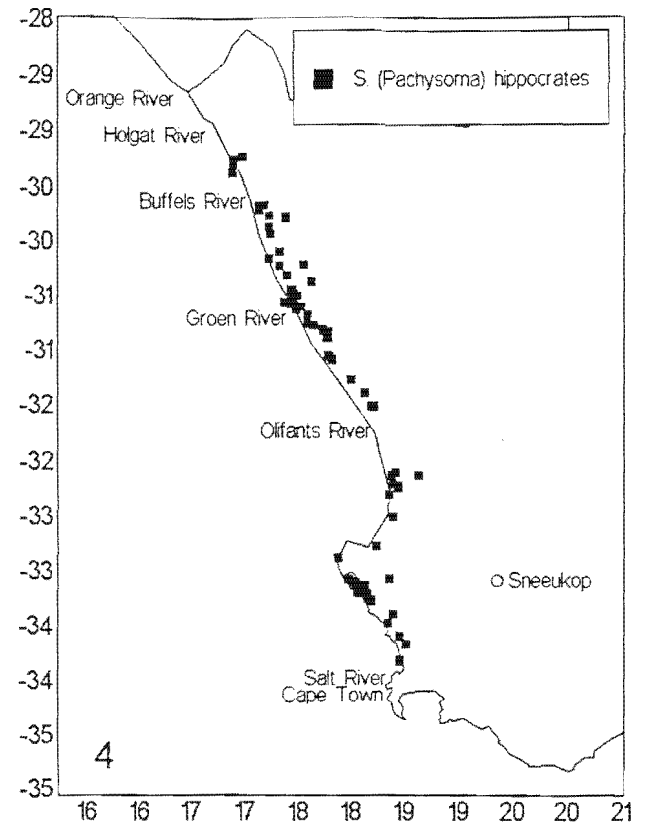 -28
-29
-29
-30
-30
-31
-31
-32
-32
-33
-33
-34
-34
-35
-35
S. (Pachysoma) hippocrates
Orange River
Holgat River
Buffels River
Groen River
Olifants River
Sneeukop
Salt River
Cape Town
4
16 16 17 17 18 18 19 19 20 20 21